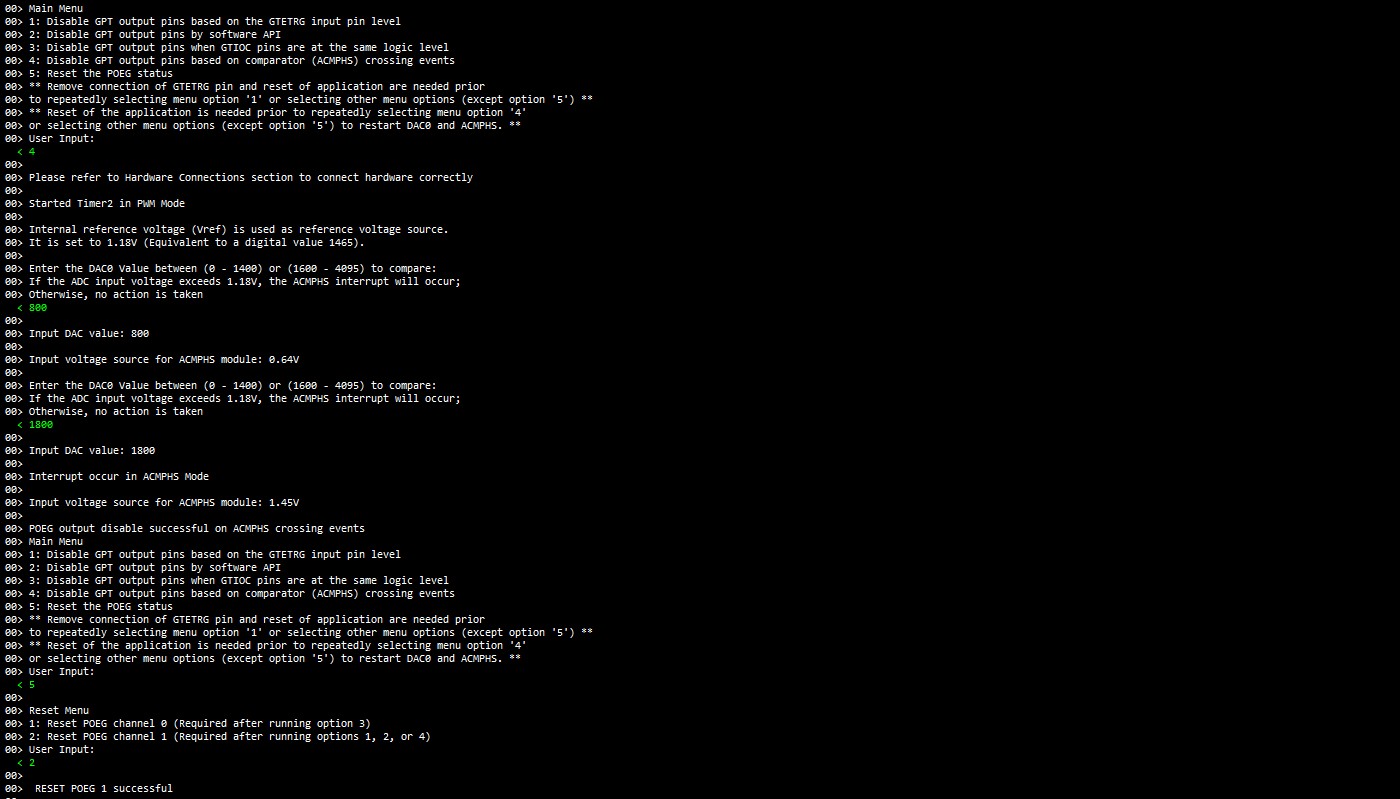 00> Main Menu
00> 1: Disable GPT output pins based on the GTETRG input pin level
00> 2: Disable GPT output pins by software API
00> 3: Disable GPT output pins when GTIOC pins are at the same logic level
00> 4: Disable GPT output pins based on comparator (ACMPHS) crossing events
00> 5: Reset the POEG status
00> ** Remove connection of GTETRG pin and reset of application are needed prior
00> to repeatedly selecting menu option '1' or selecting other menu options (except option '5') **
00> ** Reset of the application is needed prior to repeatedly selecting menu option '4'
00> or selecting other menu options (except option '5') to restart DAC0 and ACMPHS. **
00> User Input:
< 4
00>
00> Please refer to Hardware Connections section to connect hardware correctly
00>
00> Started Timer2 in PWM Mode
00>
00> Internal reference voltage (Vref) is used as reference voltage source.
00> It is set to 1.18V (Equivalent to a digital value 1465).
00>
00> Enter the DAC0 Value between (0 - 1400) or (1600 - 4095) to compare:
00> If the ADC input voltage exceeds 1.18V, the ACMPHS interrupt will occur;
00> Otherwise, no action is taken
< 800
00>
00> Input DAC value: 800
00>
00> Input voltage source for ACMPHS module: 0.64V
00>
00> Enter the DAC0 Value between (0 - 1400) or (1600 - 4095) to compare:
00> If the ADC input voltage exceeds 1.18V, the ACMPHS interrupt will occur;
00> Otherwise, no action is taken
< 1800
00>
00> Input DAC value: 1800
00>
00> Interrupt occur in ACMPHS Mode
00>
00> Input voltage source for ACMPHS module: 1.45V
00>
00> POEG output disable successful on ACMPHS crossing events
00> Main Menu
00> 1: Disable GPT output pins based on the GTETRG input pin level
00> 2: Disable GPT output pins by software API
00> 3: Disable GPT output pins when GTIOC pins are at the same logic level
00> 4: Disable GPT output pins based on comparator (ACMPHS) crossing events
00> 5: Reset the POEG status
00> ** Remove connection of GTETRG pin and reset of application are needed prior
00> to repeatedly selecting menu option '1' or selecting other menu options (except option '5') **
00> ** Reset of the application is needed prior to repeatedly selecting menu option '4'
00> or selecting other menu options (except option '5') to restart DAC0 and ACMPHS. **
00> User Input:
< 5
00>
00> Reset Menu
00> 1: Reset POEG channel 0 (Required after running option 3)
00> 2: Reset POEG channel 1 (Required after running options 1, 2, or 4)
00> User Input:
< 2
00>
00>  RESET POEG 1 successful